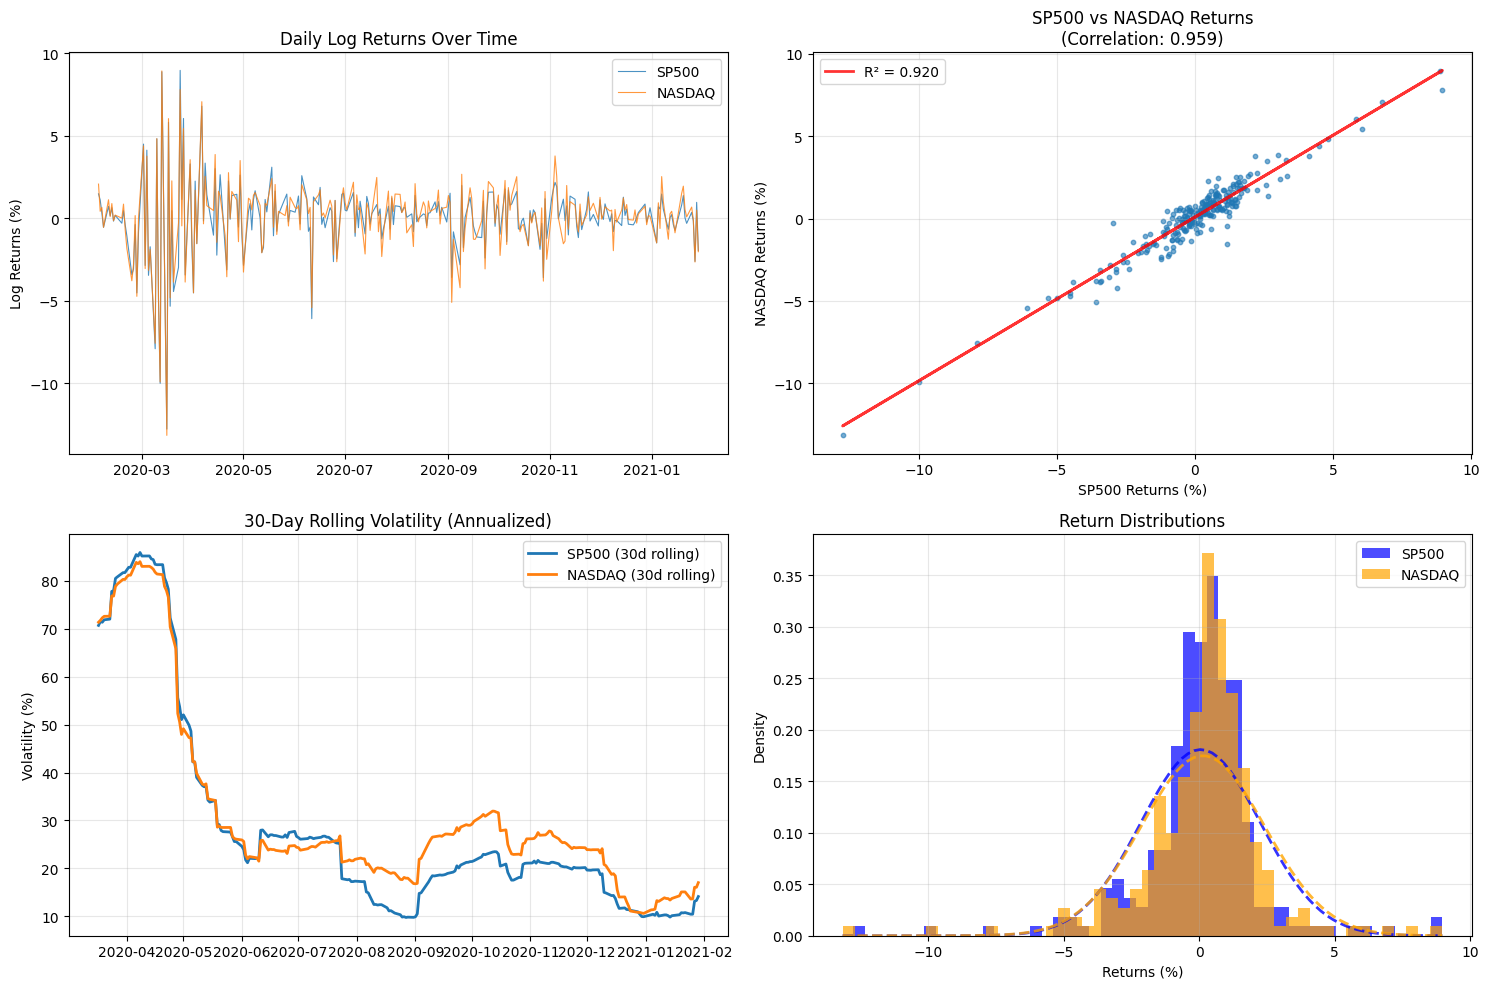 Daily Log Returns Over Time
Log Returns (%)
10
5
0
−5
−10
2020-03 2020-05 2020-07 2020-09 2020-11 2021-01
SP500
NASDAQ
SP500 vs NASDAQ Returns
(Correlation: 0.959)
R² = 0.920
NASDAQ Returns (%)
10
5
0
−5
−10
−10 −5 0 5 10
SP500 Returns (%)
30-Day Rolling Volatility (Annualized)
SP500 (30d rolling)
NASDAQ (30d rolling)
Volatility (%)
80
70
60
50
40
30
20
10
2020-04 2020-05 2020-06 2020-07 2020-08 2020-09 2020-10 2020-11 2020-12 2021-01 2021-02
Return Distributions
SP500
NASDAQ
Density
0.35
0.30
0.25
0.20
0.15
0.10
0.05
0.00
−10 −5 0 5 10
Returns (%)